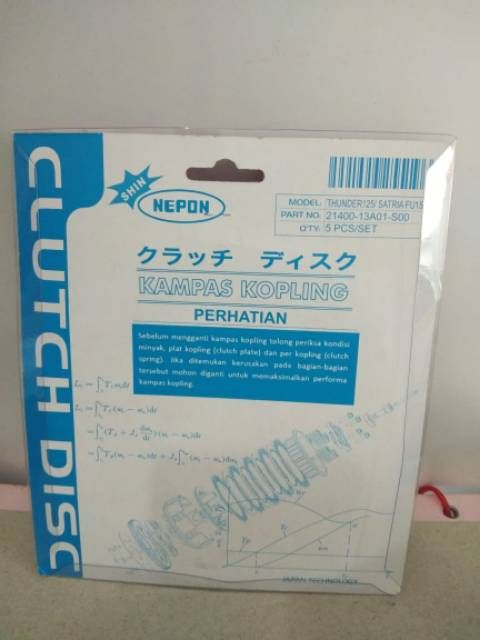 CLUTCH DISC
SHIN
NEPON
MODEL: THUNDER125/ SATRIA FU15
PART NO. 21400-13A01-S00
QTY. 5 PCS/SET
クラッチ ディスク
KAMPAS KOPLING
PERHATIAN
Sebelum mengganti kampas kopling tolong periksa kondisi
minyak, plat kopling (clutch plate) dan per kopling (clutch
spring). Jika ditemukan kerusakan pada bagian-bagian
tersebut mohon diganti untuk memaksimalkan performa
kampas kopling.
JAPAN TECHNOLOGY